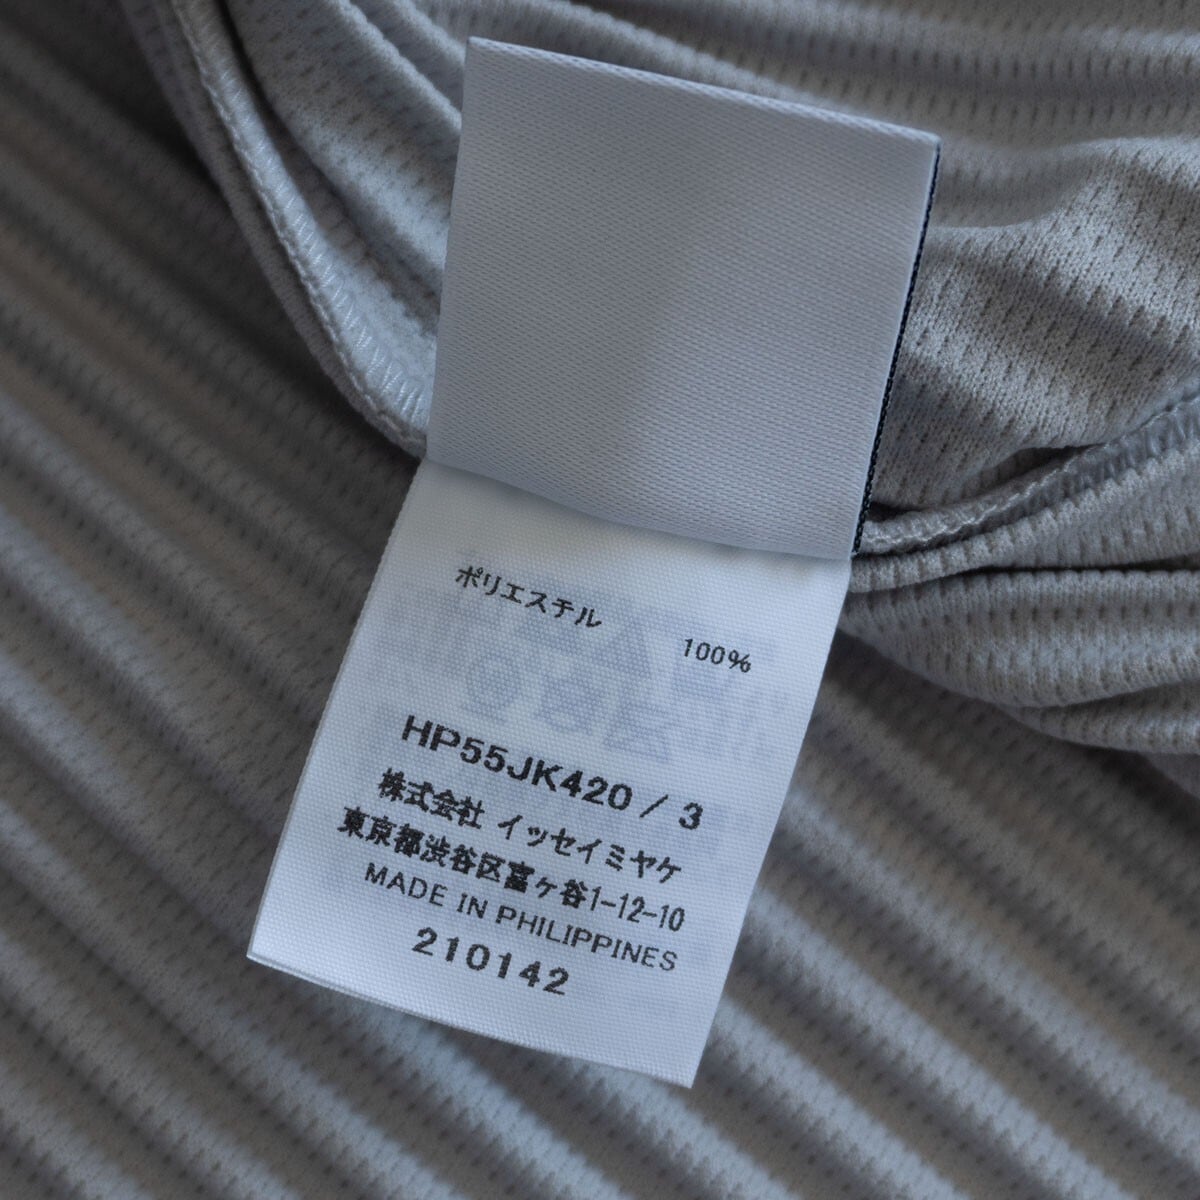 ポリエステル 100%
HP55JK420 / 3
株式会社 イッセイミヤケ
東京都渋谷区富ヶ谷1-12-10
MADE IN PHILIPPINES
210142